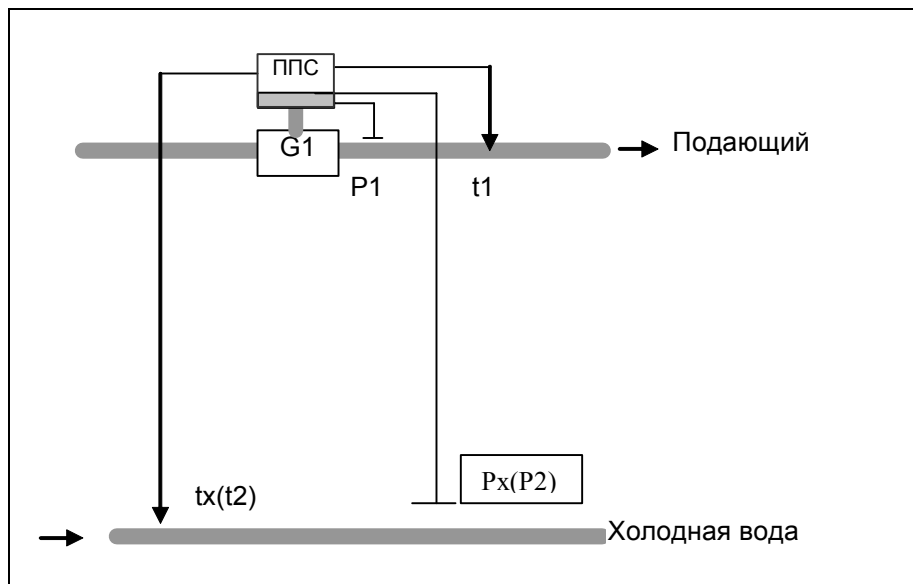 ППС
G1
Подающий
P1
t1
tx(t2)
Px(P2)
Холодная вода